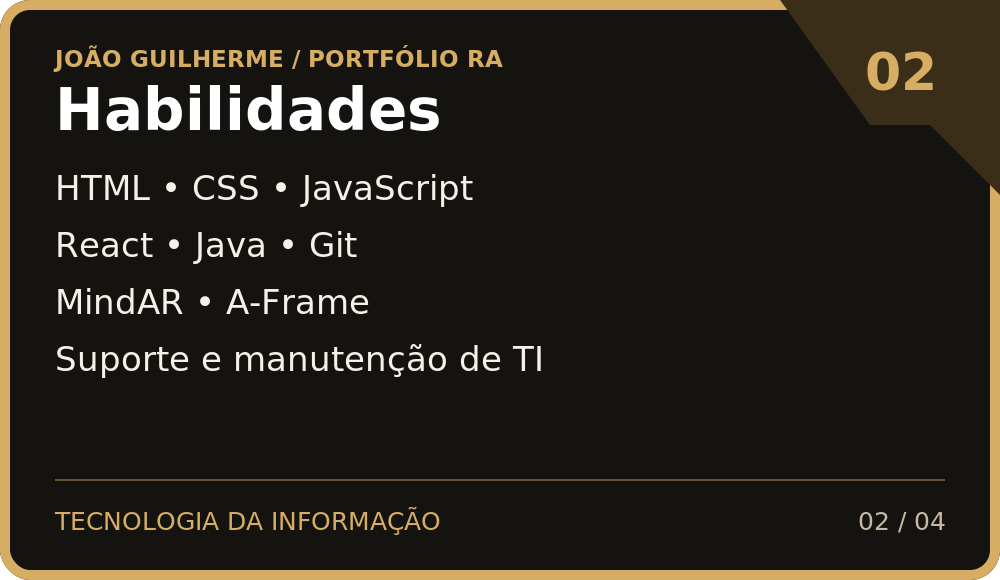 JOÃO GUILHERME / PORTFÓLIO RA
02
Habilidades
HTML • CSS • JavaScript
React • Java • Git
MindAR • A-Frame
Suporte e manutenção de TI
TECNOLOGIA DA INFORMAÇÃO
02 / 04